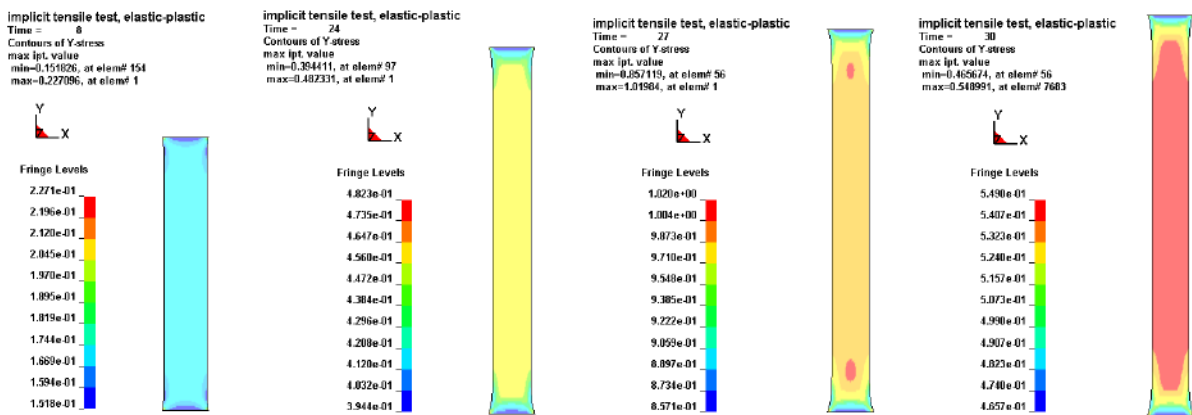 implicit tensile test, elastic-plastic
Time = 8
Contours of Y-stress
max ipt. value
min=0.151826, at elem# 154
max=0.227096, at elem# 1
Y
Z X
Fringe Levels
2.271e-01
2.196e-01
2.120e-01
2.045e-01
1.970e-01
1.895e-01
1.819e-01
1.744e-01
1.669e-01
1.594e-01
1.518e-01
implicit tensile test, elastic-plastic
Time = 24
Contours of Y-stress
max ipt. value
min=0.394411, at elem# 97
max=0.482331, at elem# 1
Y
Z X
Fringe Levels
4.823e-01
4.735e-01
4.647e-01
4.560e-01
4.472e-01
4.384e-01
4.296e-01
4.208e-01
4.120e-01
4.032e-01
3.944e-01
implicit tensile test, elastic-plastic
Time = 27
Contours of Y-stress
max ipt. value
min=0.857119, at elem# 56
max=1.01984, at elem# 1
Y
Z X
Fringe Levels
1.020e+00
1.004e+00
9.873e-01
9.710e-01
9.548e-01
9.385e-01
9.222e-01
9.059e-01
8.897e-01
8.734e-01
8.571e-01
implicit tensile test, elastic-plastic
Time = 30
Contours of Y-stress
max ipt. value
min=0.465674, at elem# 56
max=0.548991, at elem# 7683
Y
Z X
Fringe Levels
5.490e-01
5.407e-01
5.323e-01
5.240e-01
5.157e-01
5.073e-01
4.990e-01
4.907e-01
4.823e-01
4.740e-01
4.657e-01